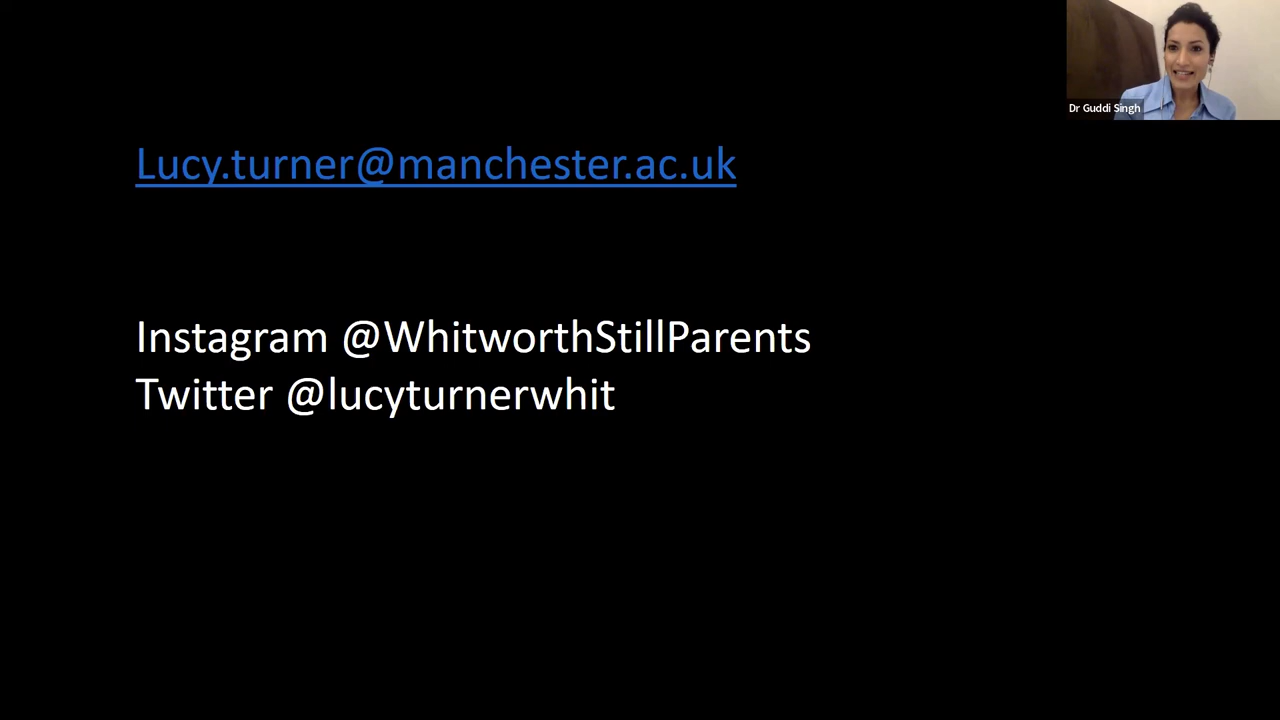 Dr Guddi Singh
Lucy.turner@manchester.ac.uk
Instagram @WhitworthStillParents
Twitter @lucyturnerwhit